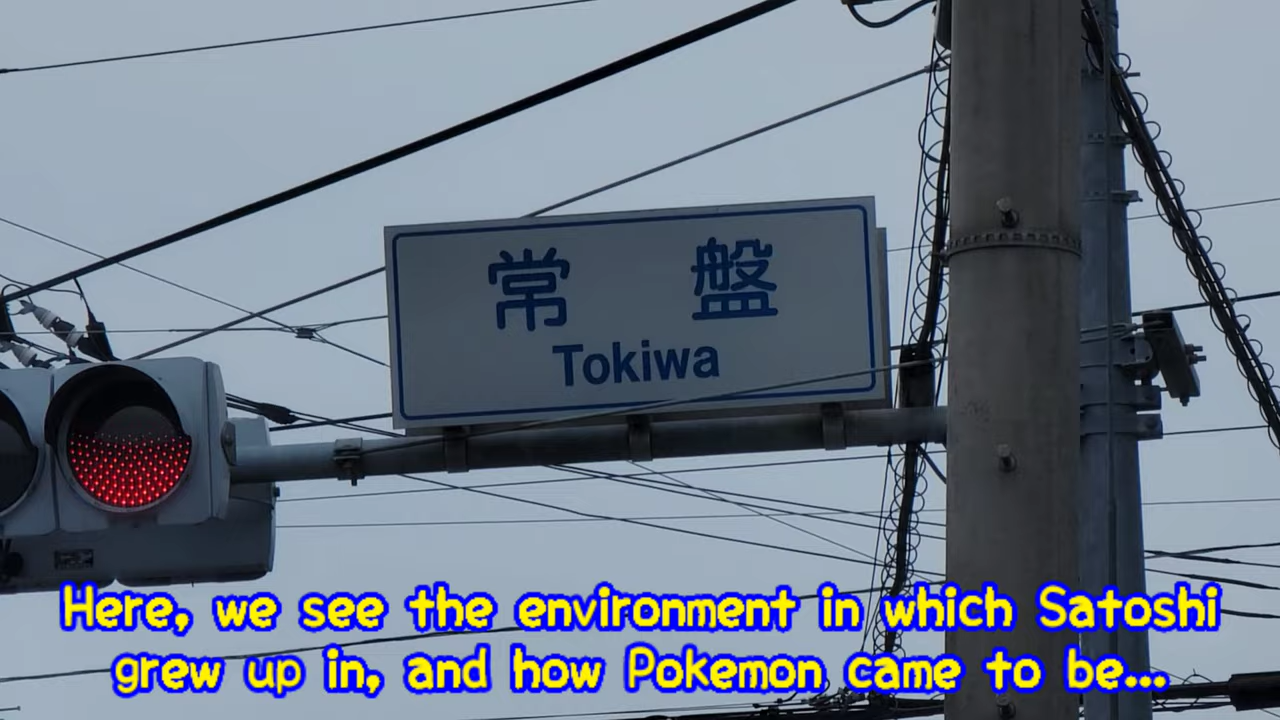 常 盤
Tokiwa
Here, we see the environment in which Satoshi
grew up in, and how Pokemon came to be...